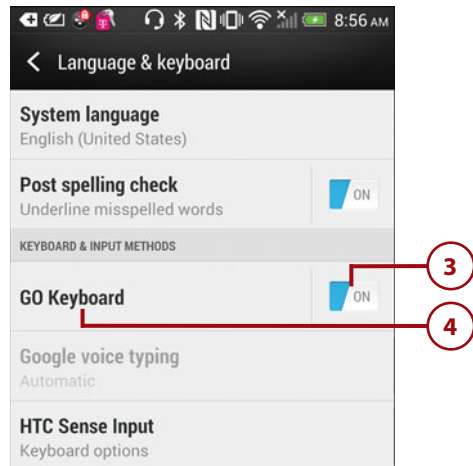 8:56 AM
Language & keyboard
System language
English (United States)
Post spelling check
Underline misspelled words
ON
KEYBOARD & INPUT METHODS
GO Keyboard
ON
3
4
Google voice typing
Automatic
HTC Sense Input
Keyboard options